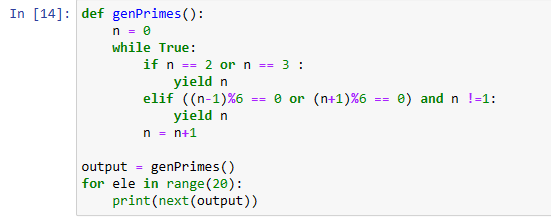 In [14]: def genPrimes():
    n = 0
    while True:
        if n == 2 or n == 3 :
            yield n
        elif ((n-1)%6 == 0 or (n+1)%6 == 0) and n !=1:
            yield n
        n = n+1

output = genPrimes()
for ele in range(20):
    print(next(output))